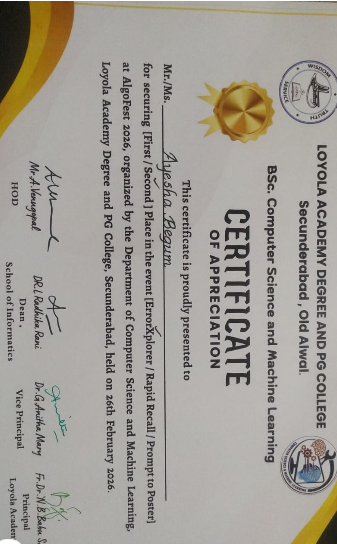 LOYOLA ACADEMY DEGREE AND PG COLLEGE
Secunderabad, Old Alwal.
BSc. Computer Science and Machine Learning
WISDOM
TRUTH
SERVICE
CERTIFICATE
OF APPRECIATION
This certificate is proudly presented to
Mr./Ms. Ayesha Begum
for securing [First / Second] Place in the event [ErrorXplorer / Rapid Recall / Prompt to Poster]
at AlgoFest 2026, organized by the Department of Computer Science and Machine Learning,
Loyola Academy Degree and PG College, Secunderabad, held on 26th February 2026.
Mr. A. Venugopal
HOD
DR. L Radhika Rani
Dean,
School of Informatics
Dr. G. Anitha Mary
Vice Principal
Fr. Dr. N.B Babu S
Principal
Loyola Academ